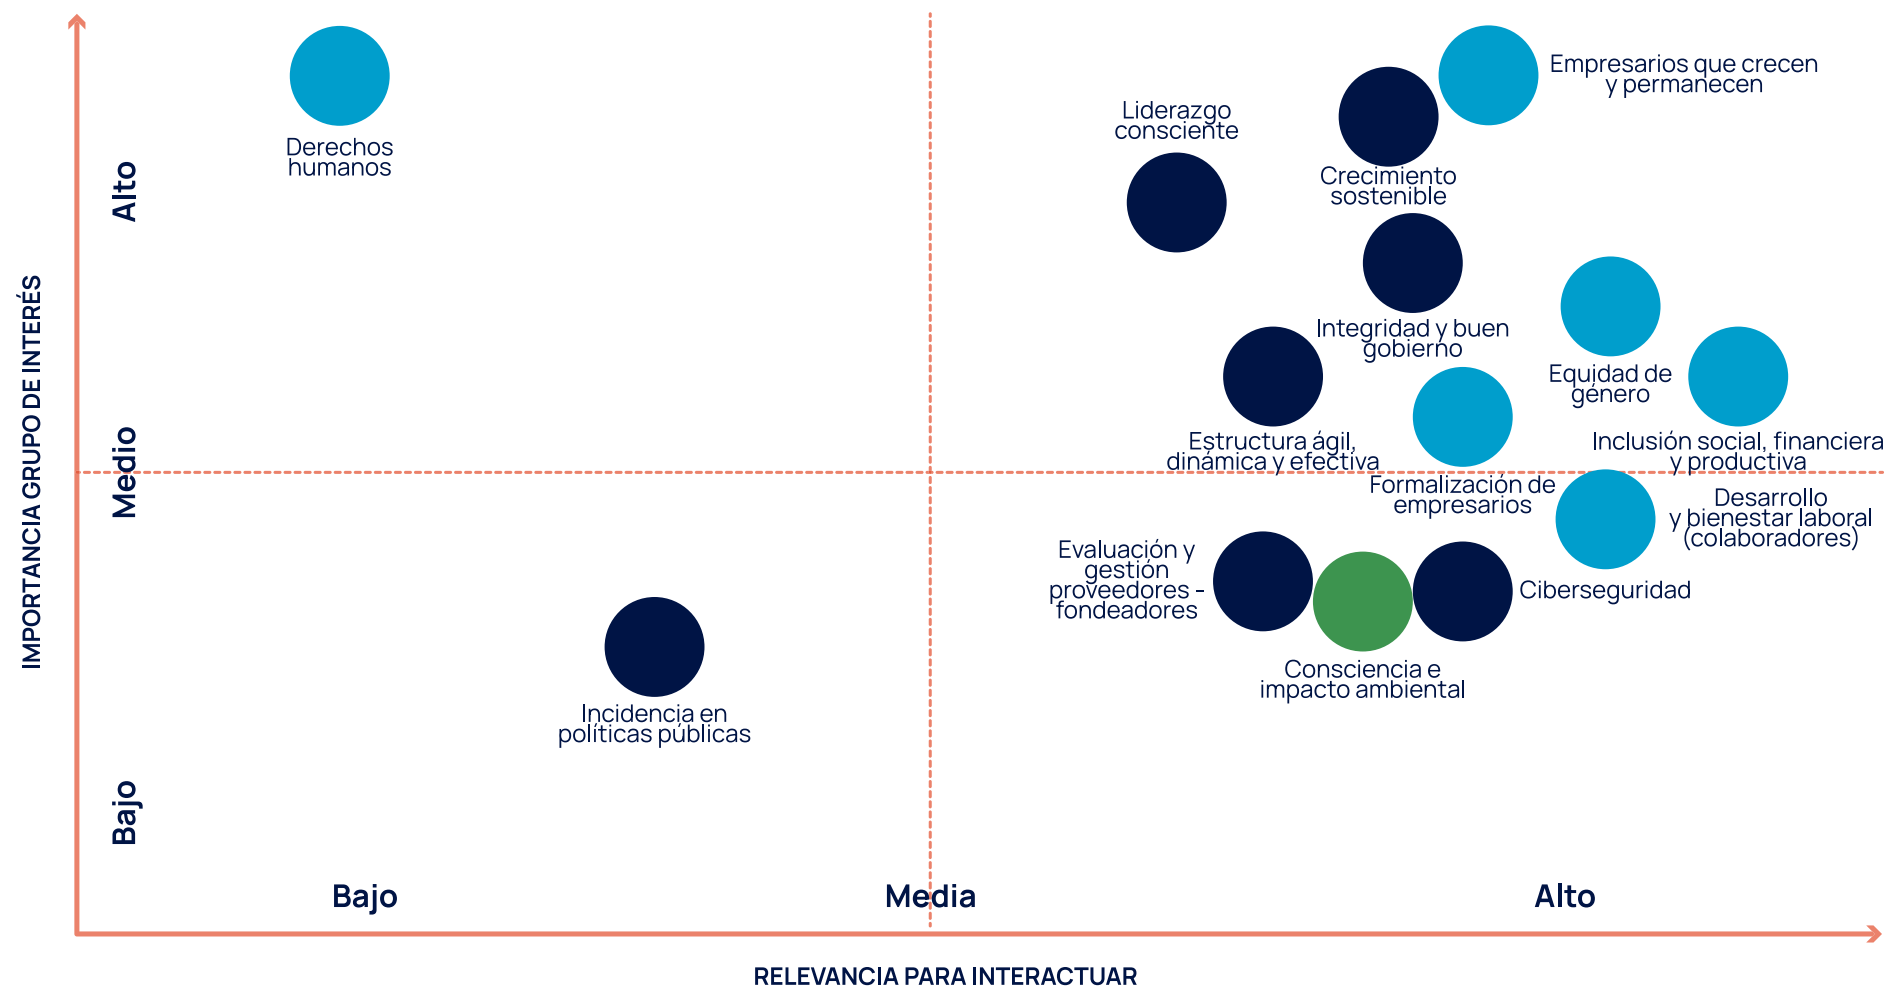 Empresarios que crecen
y permanecen
Liderazgo
consciente
Derechos
humanos
Crecimiento
sostenible
Alto
Integridad y buen
gobierno
Equidad de
género
Estructura ágil,
dinámica y efectiva
Inclusión social, financiera
y productiva
Medio
Formalización de
empresarios
Desarrollo
y bienestar laboral
(colaboradores)
Evaluación y
gestión
proveedores -
fondeadores
Ciberseguridad
IMPORTANCIA GRUPO DE INTERÉS
Consciencia e
impacto ambiental
Incidencia en
políticas públicas
Bajo
Bajo
Media
Alto
RELEVANCIA PARA INTERACTUAR